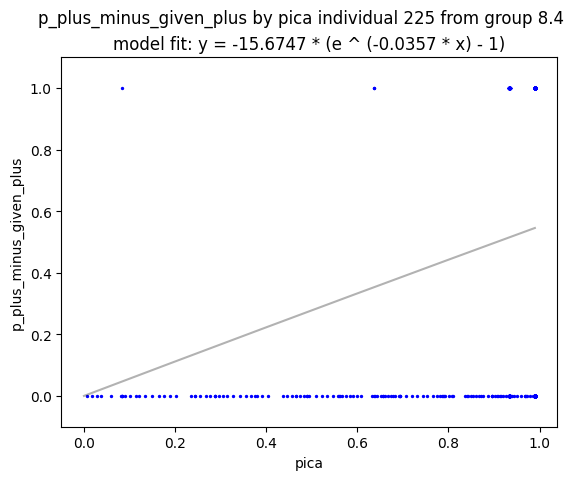 p_plus_minus_given_plus by pica individual 225 from group 8.4
model fit: y = -15.6747 * (e ^ (-0.0357 * x) - 1)
1.0
0.8
0.6
0.4
0.2
0.0
p_plus_minus_given_plus
0.0 0.2 0.4 0.6 0.8 1.0
pica